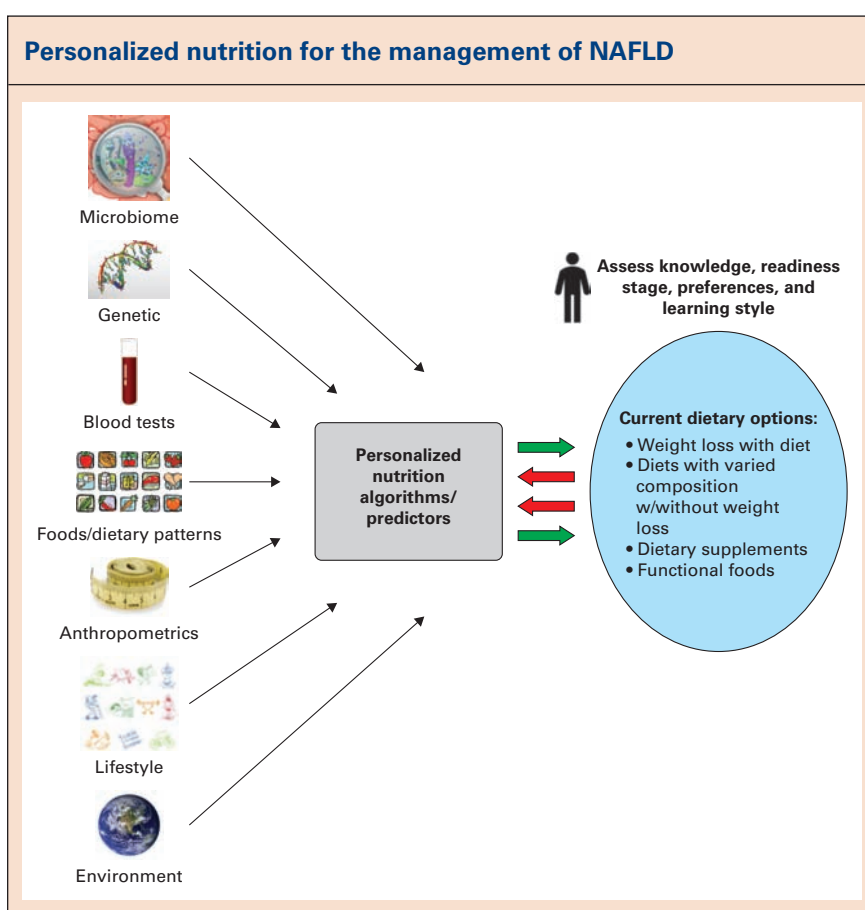 Personalized nutrition for the management of NAFLD
Microbiome
Genetic
Blood tests
Foods/dietary patterns
Anthropometrics
Lifestyle
Environment
Personalized
nutrition
algorithms/
predictors
Assess knowledge, readiness
stage, preferences, and
learning style
Current dietary options:
• Weight loss with diet
• Diets with varied
composition
w/without weight
loss
• Dietary supplements
• Functional foods